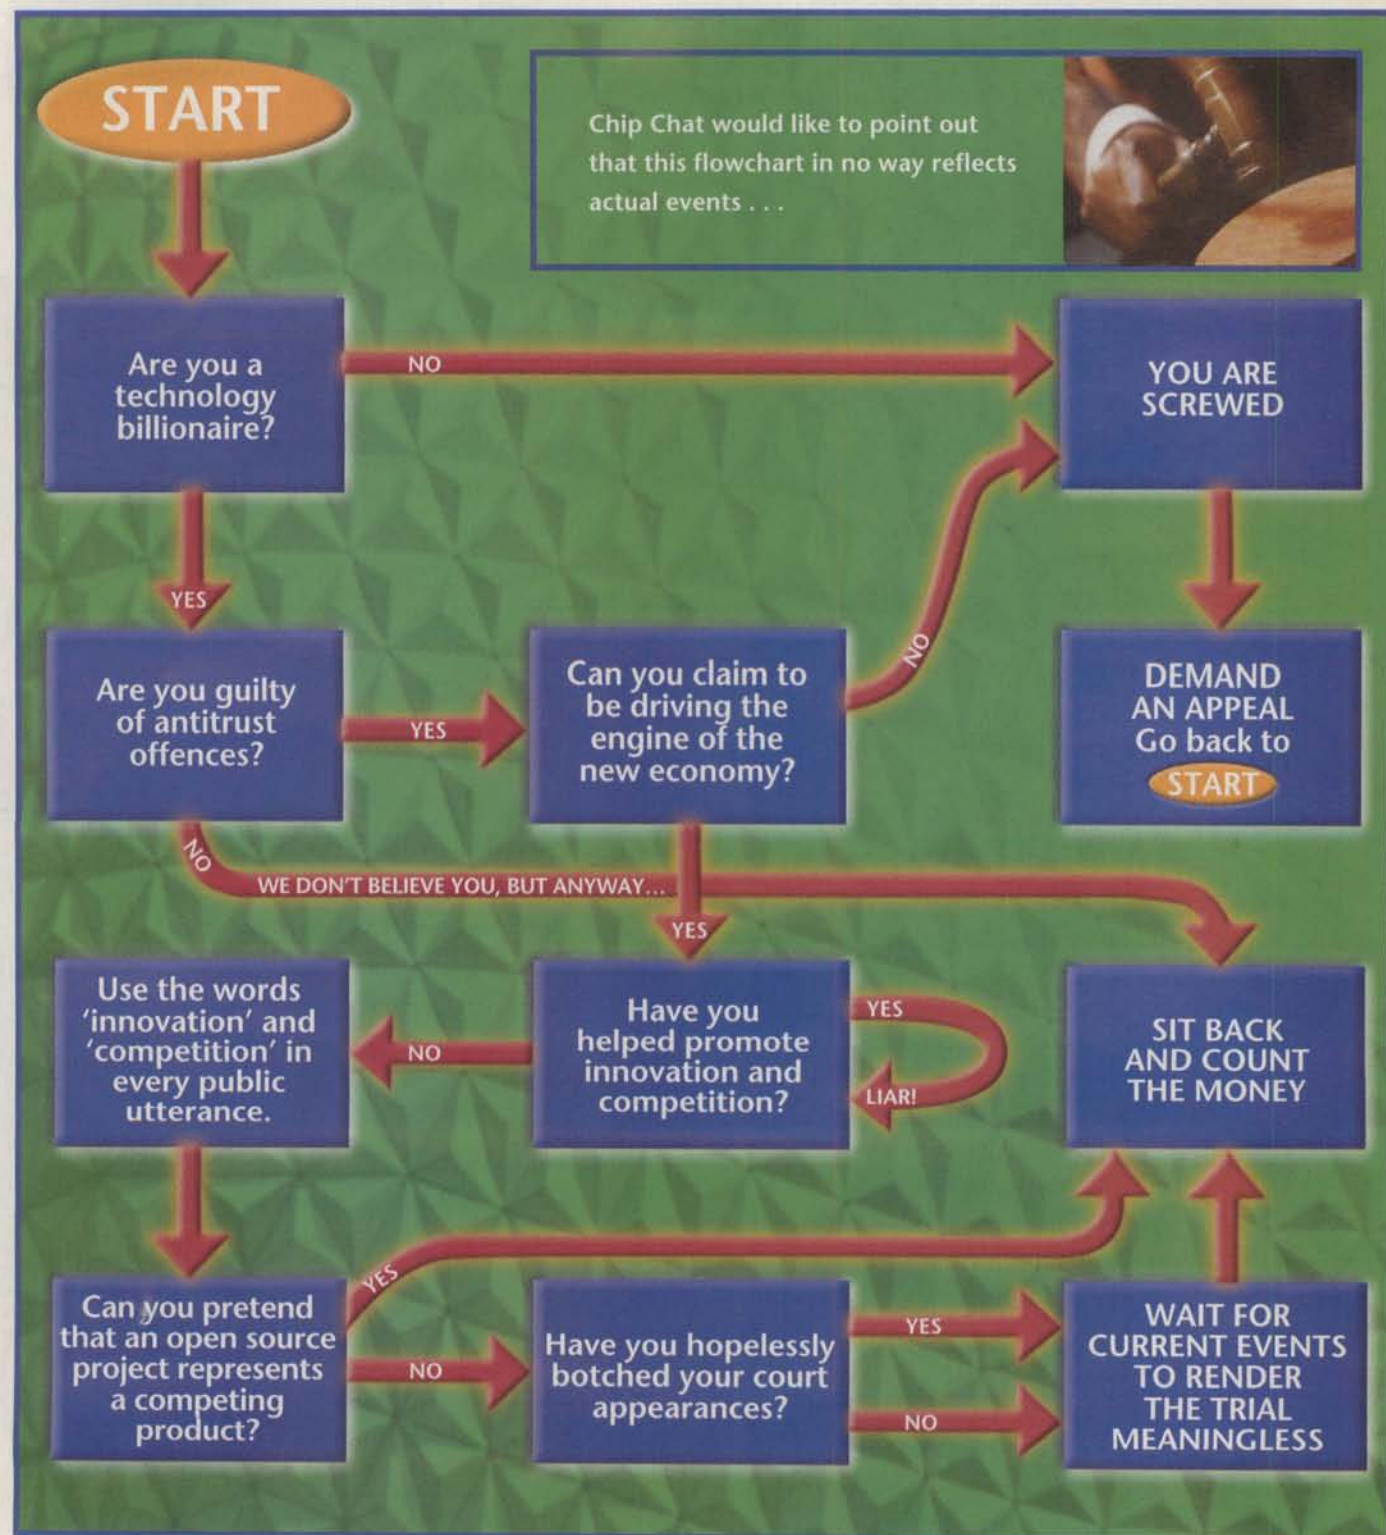 START
Chip Chat would like to point out
that this flowchart in no way reflects
actual events . . .
Are you a
technology
billionaire?
NO
YOU ARE
SCREWED
YES
Are you guilty
of antitrust
offences?
YES
Can you claim to
be driving the
engine of the
new economy?
NO
DEMAND
AN APPEAL
Go back to
START
NO
WE DON'T BELIEVE YOU, BUT ANYWAY...
YES
Use the words
'innovation' and
'competition' in
every public
utterance.
NO
Have you
helped promote
innovation and
competition?
YES
LIAR!
SIT BACK
AND COUNT
THE MONEY
Can you pretend
that an open source
project represents
a competing
product?
YES
NO
Have you hopelessly
botched your court
appearances?
YES
NO
WAIT FOR
CURRENT EVENTS
TO RENDER
THE TRIAL
MEANINGLESS